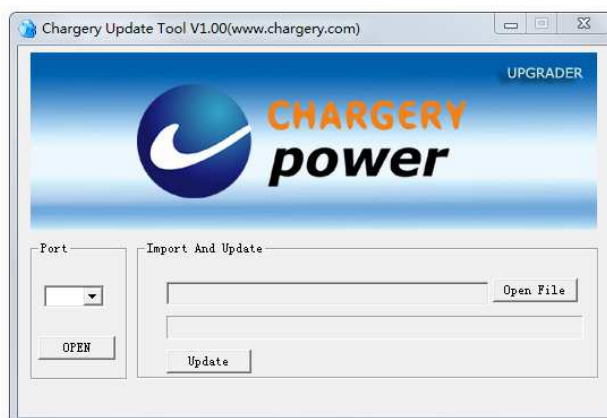 Chargery Update Tool V1.00(www.chargery.com)
UPGRADER
CHARGERY
power
Port
Import And Update
Open File
OPEN
Update